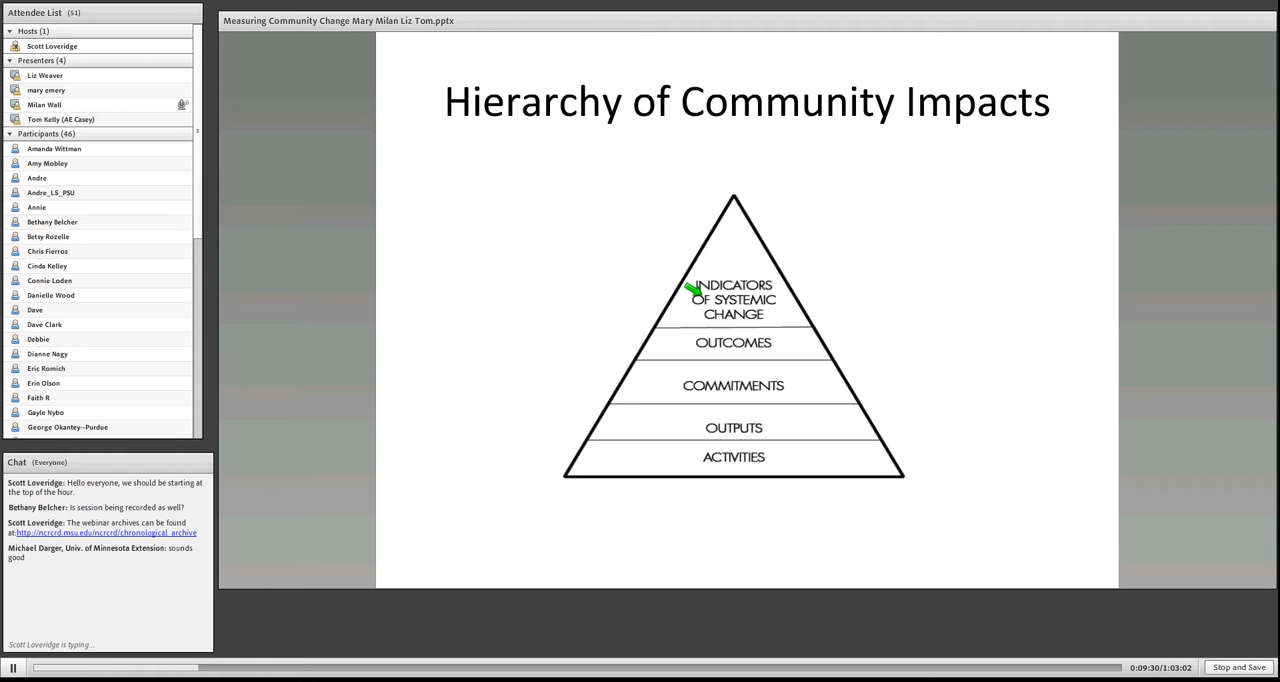 Attendee List (51)
Hosts (1)
Scott Loveridge
Presenters (4)
Liz Weaver
mary emery
Milan Wall
Tom Kelly (AE Casey)
Participants (46)
Amanda Wittman
Amy Mobley
Andre
Andre_LS_PSU
Annie
Bethany Belcher
Betsy Rozelle
Chris Fierros
Cinda Kelley
Connie Loden
Danielle Wood
Dave
Dave Clark
Debbie
Dianne Nagy
Eric Romich
Erin Olson
Faith R
Gayle Nybo
George Okantey--Purdue
Chat (Everyone)
Scott Loveridge: Hello everyone, we should be starting
at the top of the hour.
Bethany Belcher: Is session being recorded as well?
Scott Loveridge: The webinar archives can be found
at:http://ncrcrd.msu.edu/ncrcrd/chronological_archive
Michael Darger, Univ. of Minnesota Extension: sounds
good
Scott Loveridge is typing...
Measuring Community Change Mary Milan Liz Tom.pptx
Hierarchy of Community Impacts
INDICATORS
OF SYSTEMIC
CHANGE
OUTCOMES
COMMITMENTS
OUTPUTS
ACTIVITIES
0:09:30/1:03:02
Stop and Save